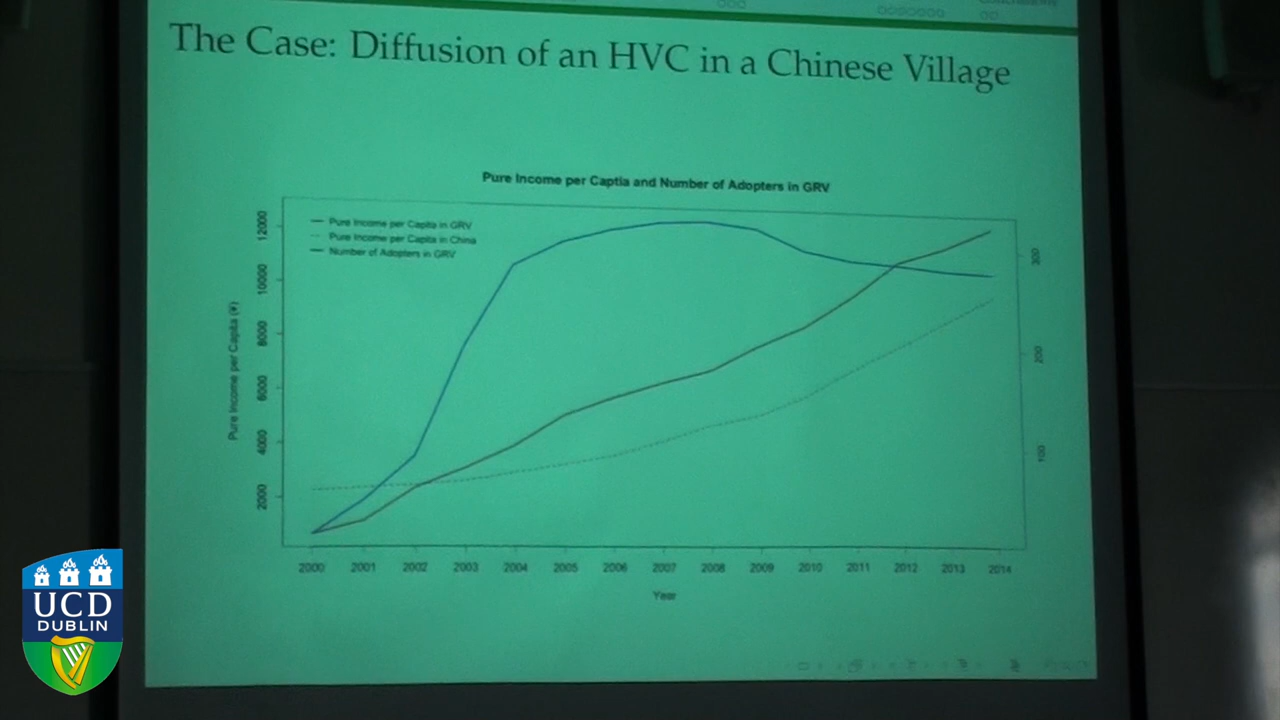 The Case: Diffusion of an HVC in a Chinese Village
Pure Income per Captia and Number of Adopters in GRV
Pure Income per Capita in GRV
Pure Income per Capita in China
Number of Adopters in GRV
Pure Income per Capita (¥)
12000
10000
8000
6000
4000
2000
300
200
100
2000 2001 2002 2003 2004 2005 2006 2007 2008 2009 2010 2011 2012 2013 2014
Year
UCD
DUBLIN